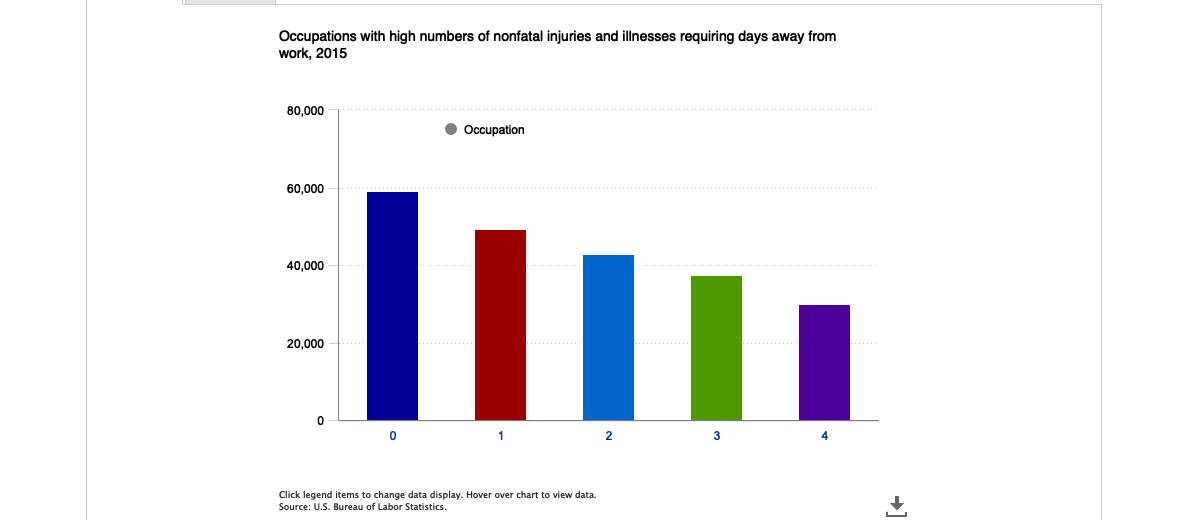 Occupations with high numbers of nonfatal injuries and illnesses requiring days away from
work, 2015
80,000
Occupation
60,000
40,000
20,000
0
0 1 2 3 4
Click legend items to change data display. Hover over chart to view data.
Source: U.S. Bureau of Labor Statistics.